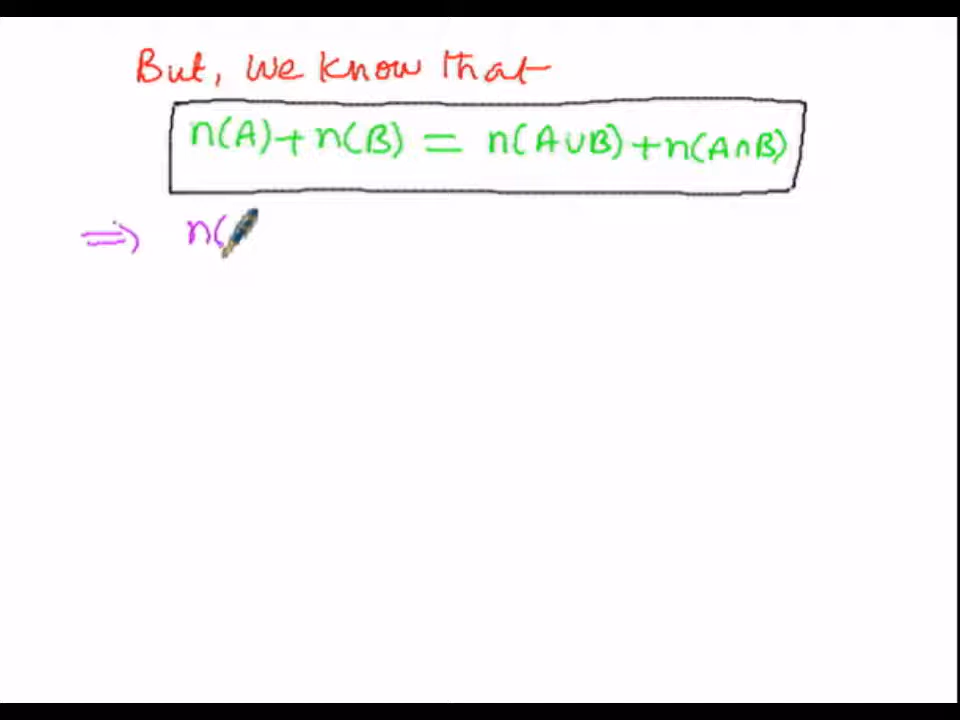 But, we know that
n(A)+n(B) = n(A∪B)+n(A∩B)
⇒ n(